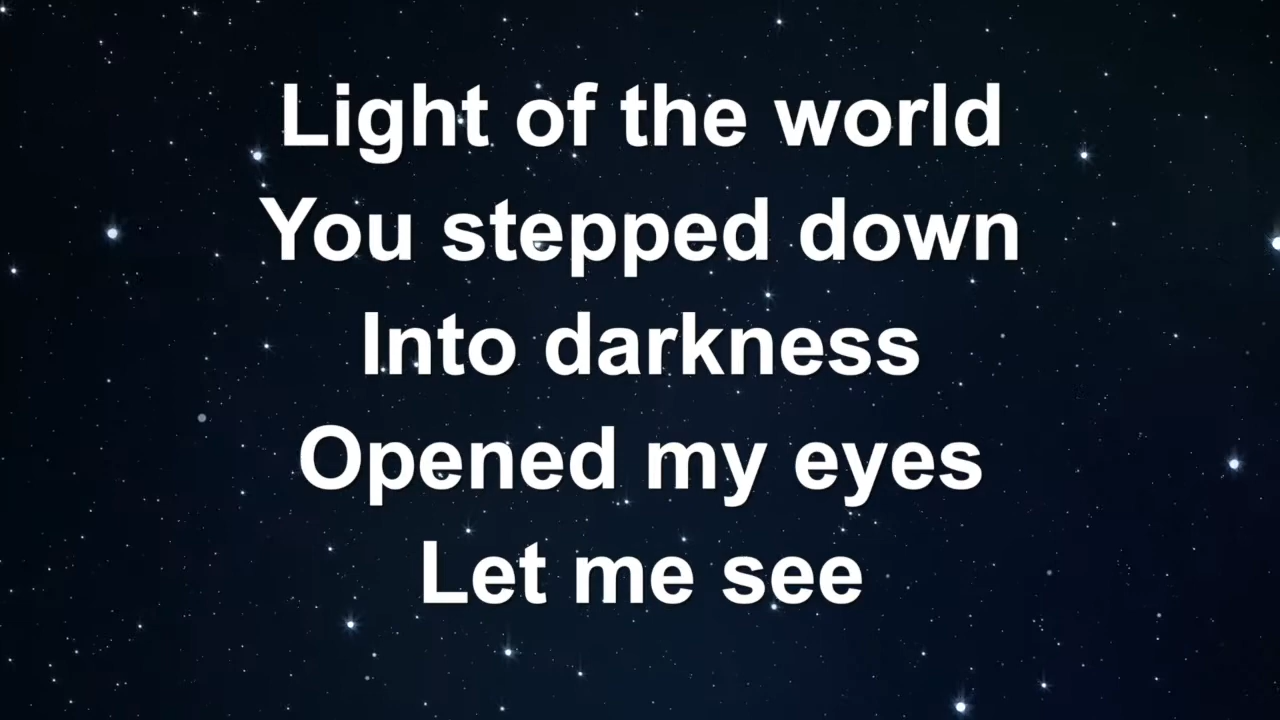 Light of the world
You stepped down
Into darkness
Opened my eyes
Let me see